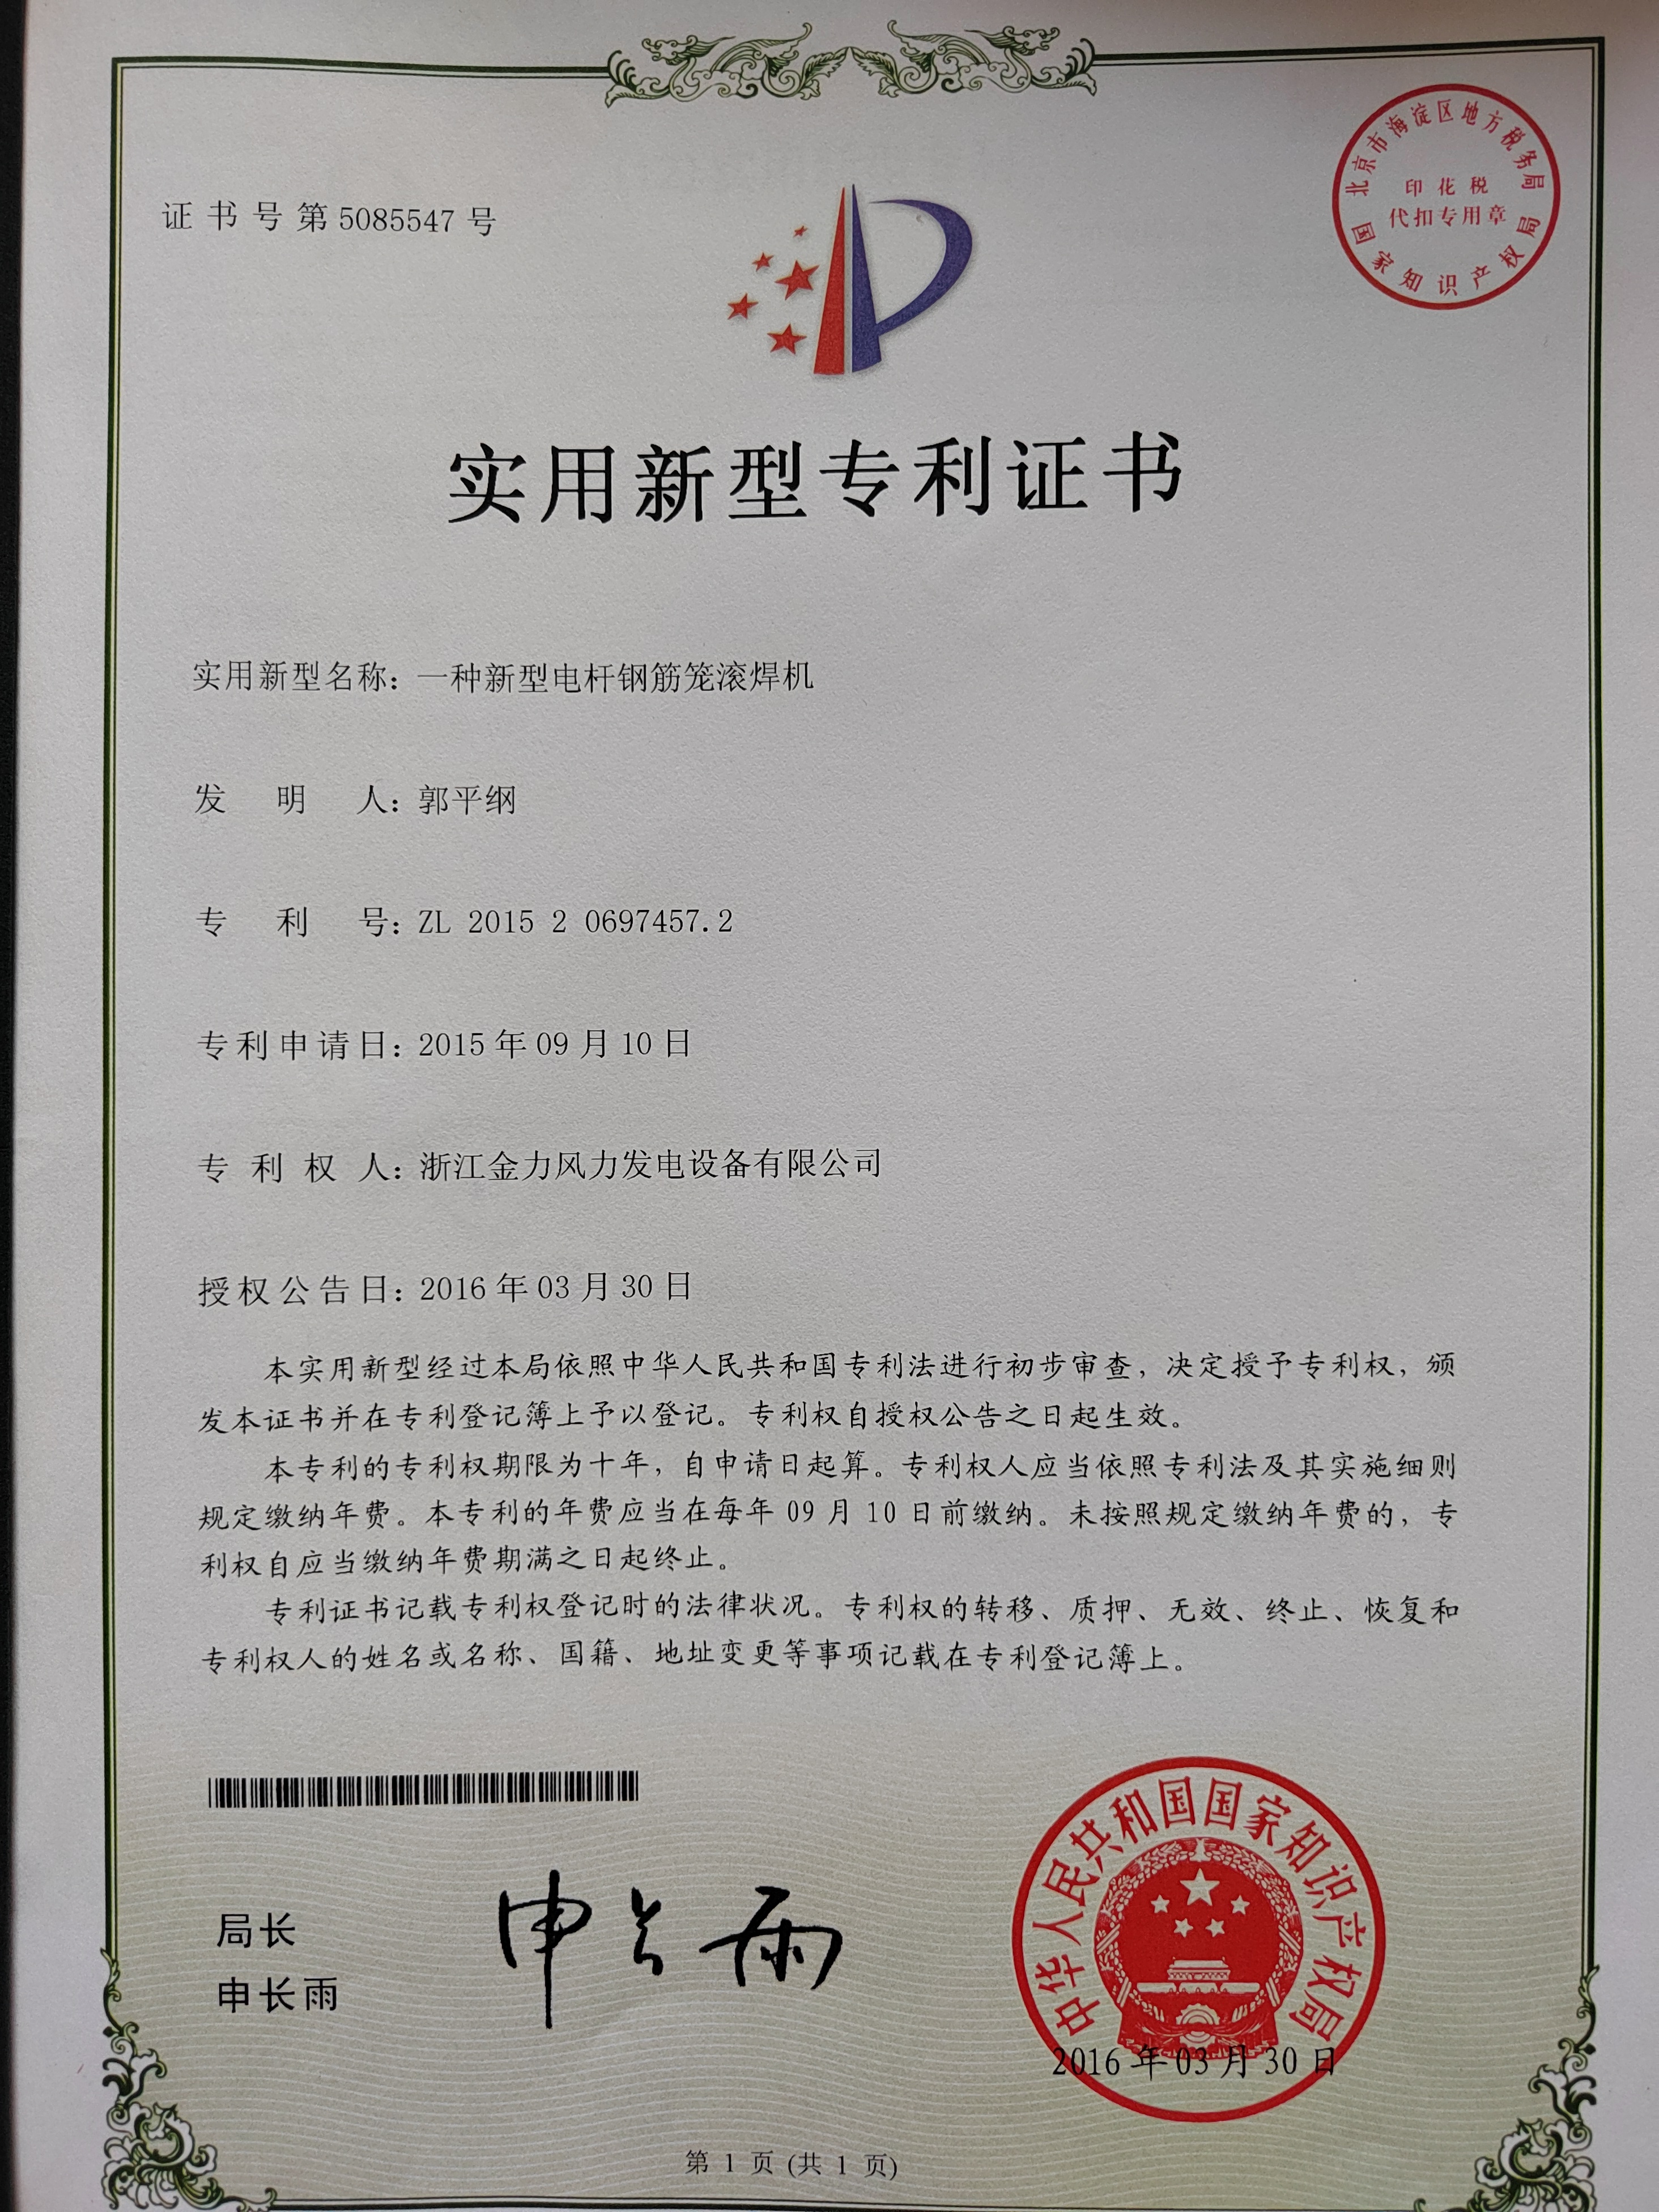 证书号第5085547号
北京市海淀区地方税务局
印花税
代扣专用章
国家知识产权局
实用新型专利证书
实用新型名称：一种新型电杆钢筋笼滚焊机
发明人：郭平纲
专利号：ZL 2015 2 0697457.2
专利申请日：2015年09月10日
专利权人：浙江金力风力发电设备有限公司
授权公告日：2016年03月30日
本实用新型经过本局依照中华人民共和国专利法进行初步审查，决定授予专利权，颁
发本证书并在专利登记簿上予以登记。专利权自授权公告之日起生效。
本专利的专利权期限为十年，自申请日起算。专利权人应当依照专利法及其实施细则
规定缴纳年费。本专利的年费应当在每年09月10日前缴纳。未按照规定缴纳年费的，专
利权自应当缴纳年费期满之日起终止。
专利证书记载专利权登记时的法律状况。专利权的转移、质押、无效、终止、恢复和
专利权人的姓名或名称、国籍、地址变更等事项记载在专利登记簿上。
局长
申长雨
申长雨
中华人民共和国国家知识产权局
2016年03月30日
第 1 页 (共 1 页)